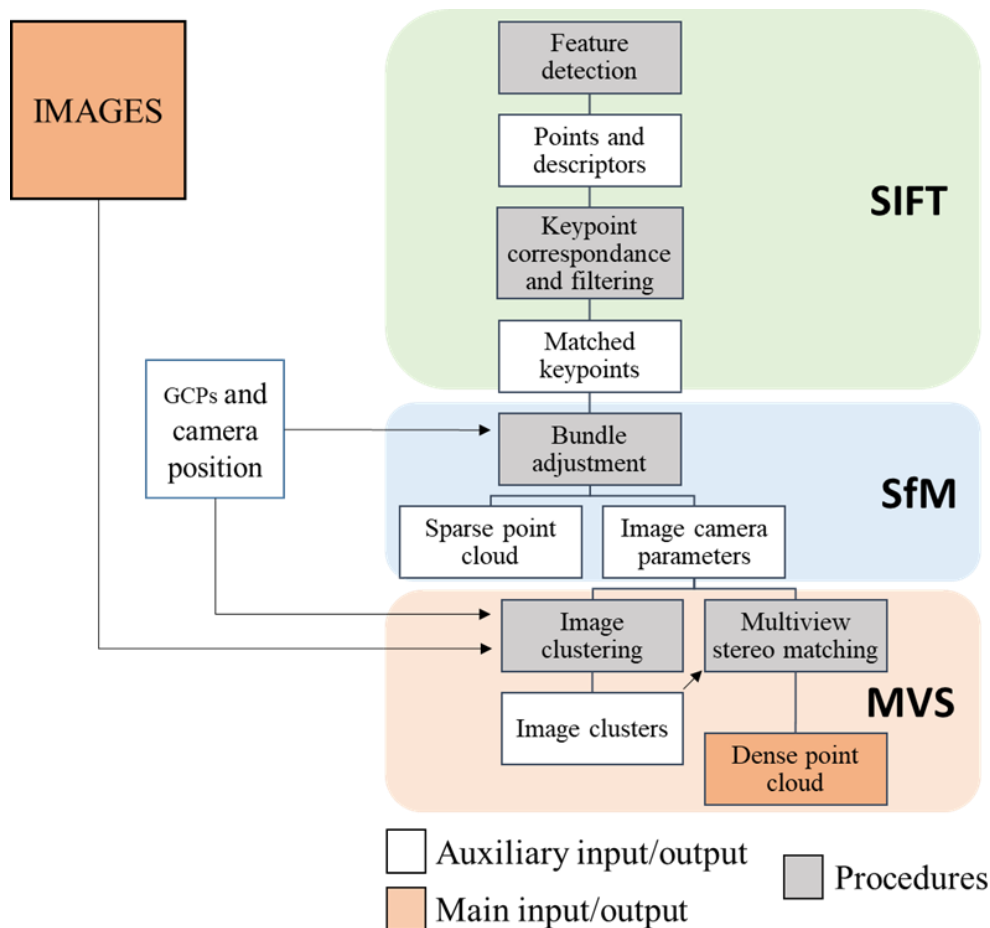 IMAGES
Feature
detection
Points and
descriptors
Keypoint
correspondance
and filtering
Matched
keypoints
SIFT
GCPs and
camera
position
Bundle
adjustment
Sparse point
cloud
Image camera
parameters
SfM
Image
clustering
Multiview
stereo matching
Image clusters
Dense point
cloud
MVS
Auxiliary input/output
Main input/output
Procedures